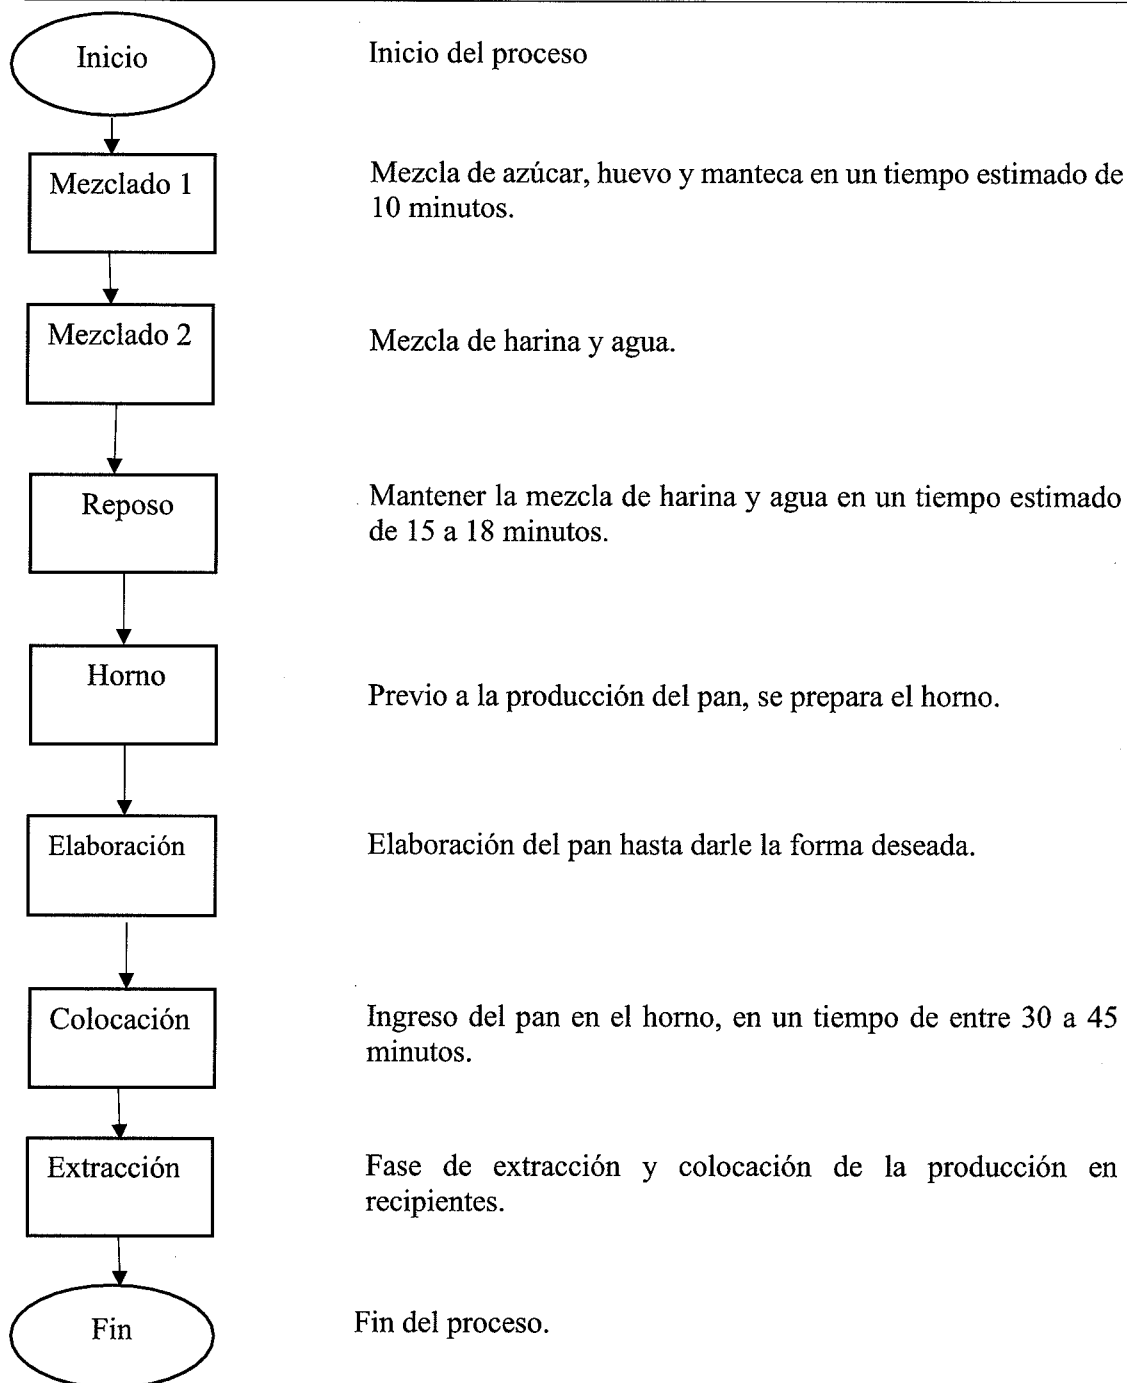 Inicio
Inicio del proceso
Mezclado 1
Mezcla de azúcar, huevo y manteca en un tiempo estimado de
10 minutos.
Mezclado 2
Mezcla de harina y agua.
Reposo
Mantener la mezcla de harina y agua en un tiempo estimado
de 15 a 18 minutos.
Horno
Previo a la producción del pan, se prepara el horno.
Elaboración
Elaboración del pan hasta darle la forma deseada.
Colocación
Ingreso del pan en el horno, en un tiempo de entre 30 a 45
minutos.
Extracción
Fase de extracción y colocación de la producción en
recipientes.
Fin
Fin del proceso.